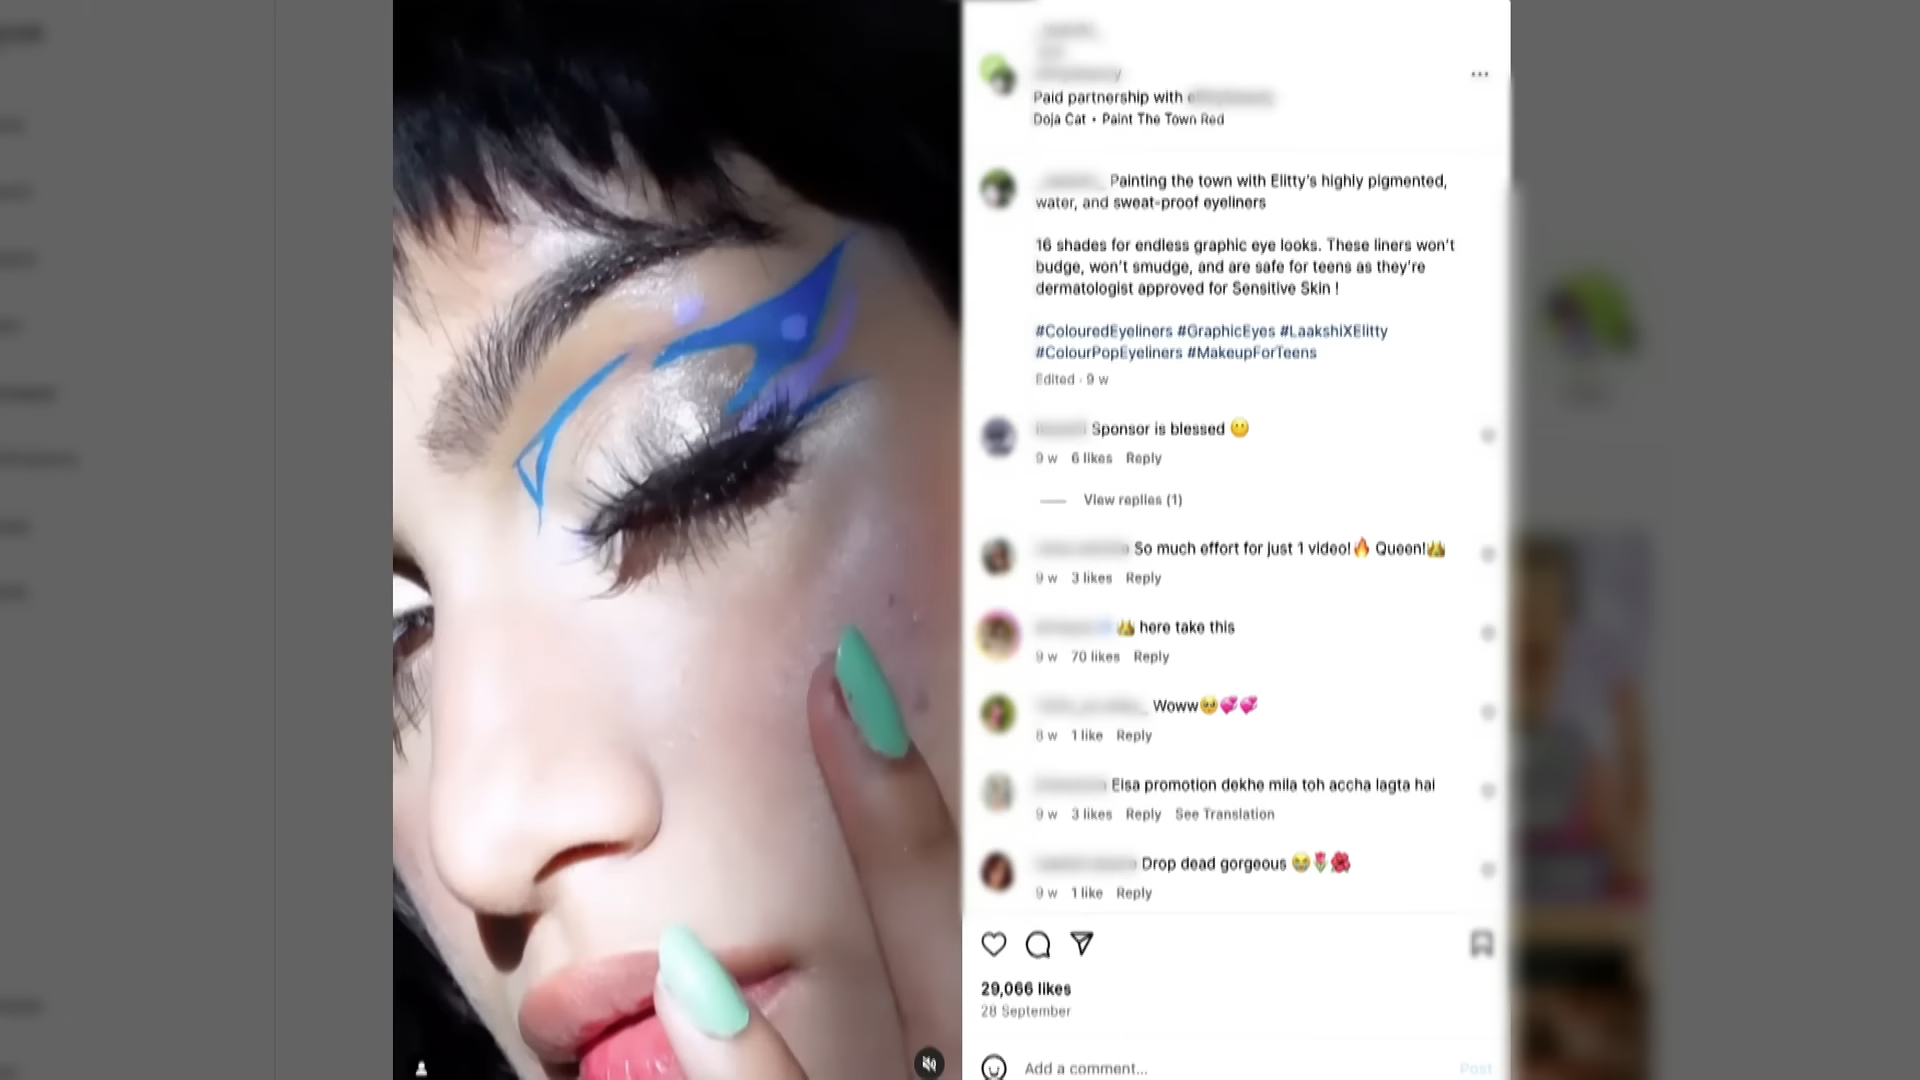 Paid partnership with
Doja Cat • Paint The Town Red
Painting the town with Elitty's highly pigmented,
water, and sweat-proof eyeliners
16 shades for endless graphic eye looks. These liners won't
budge, won't smudge, and are safe for teens as they're
dermatologist approved for Sensitive Skin !
#ColouredEyeliners #GraphicEyes #LaakshiXElitty
#ColourPopEyeliners #MakeupForTeens
Edited · 9 w
Sponsor is blessed 🙂
9 w 6 likes Reply
View replies (1)
So much effort for just 1 video!🔥 Queen!👑
9 w 3 likes Reply
👑 here take this
9 w 70 likes Reply
Woww🥺💞💞
8 w 1 like Reply
Eisa promotion dekhe mila toh accha lagta hai
9 w 3 likes Reply See Translation
Drop dead gorgeous 😭🌷🌺
9 w 1 like Reply
29,066 likes
28 September
Add a comment...
Post